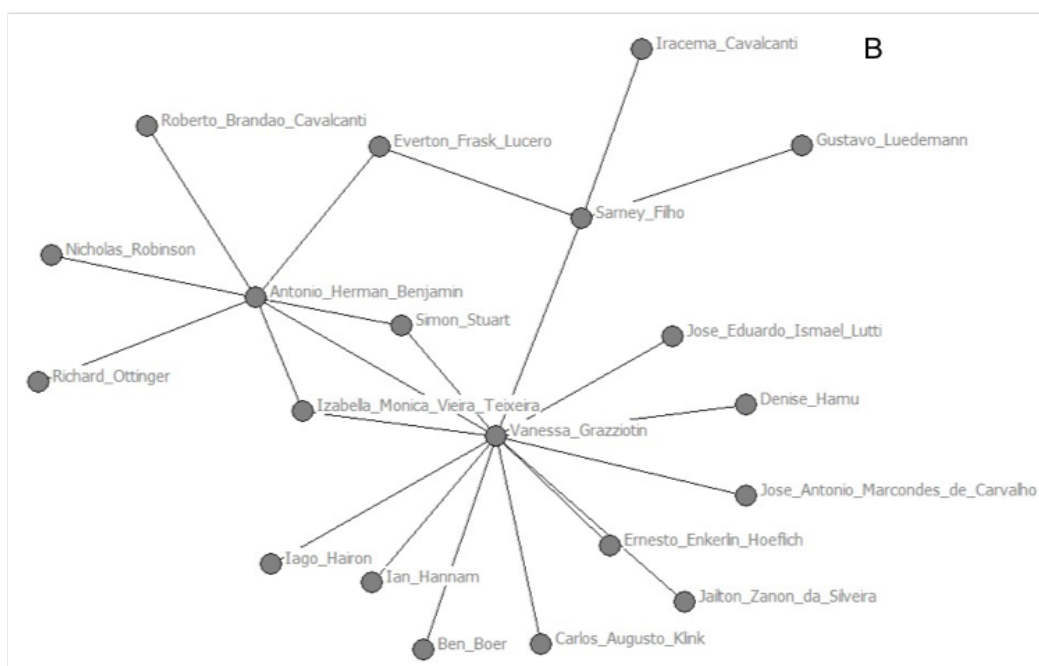 Iracema_Cavalcanti
B
Roberto_Brandao_Cavalcanti
Everton_Frask_Lucero
Gustavo_Luedemann
Sarney_Filho
Nicholas_Robinson
Antonio_Herman_Benjamin
Simon_Stuart
Jose_Eduardo_Ismael_Lutti
Richard_Ottinger
Izabella_Monica_Vieira_Teixeira
Denise_Hamu
Vanessa_Grazziotin
Jose_Antonio_Marcondes_de_Carvalho
Ernesto_Enkerlin_Hoeflich
Iago_Hairon
Ian_Hannam
Jailton_Zanon_da_Silveira
Ben_Boer
Carlos_Augusto_Klink